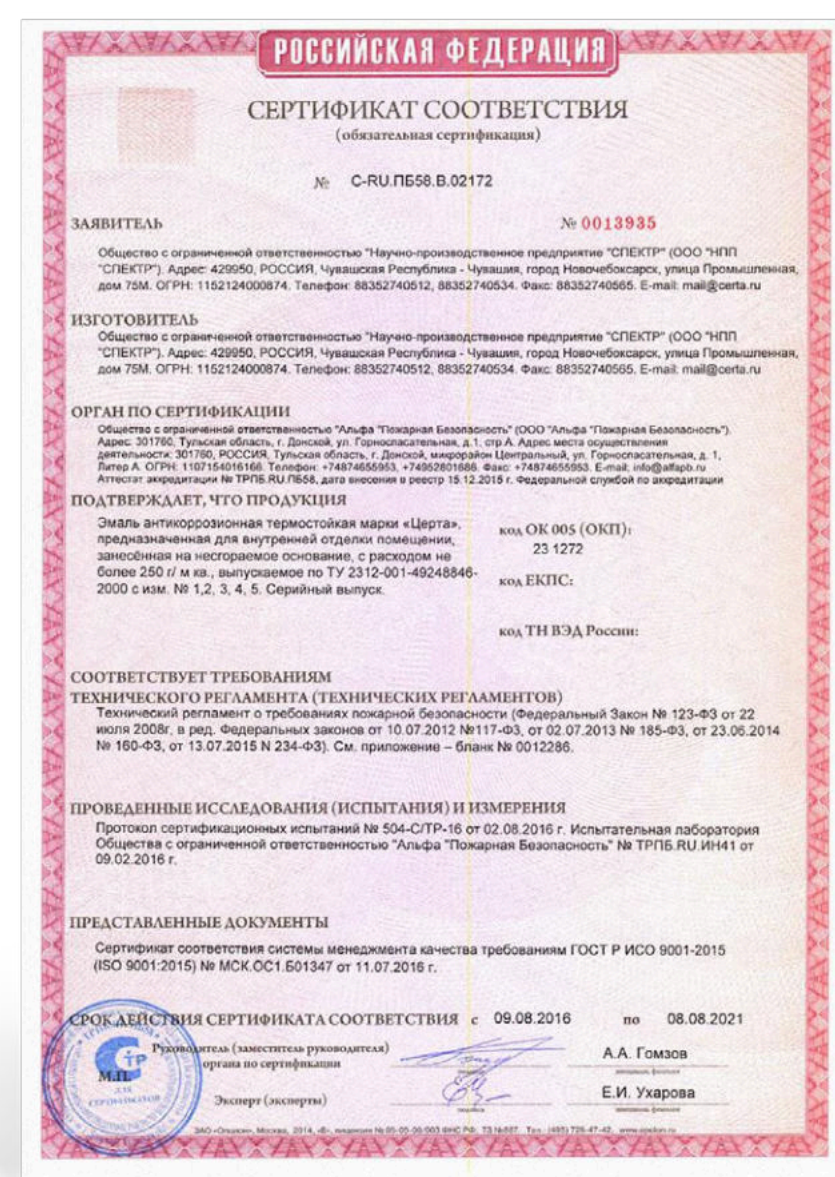 РОССИЙСКАЯ ФЕДЕРАЦИЯ
СЕРТИФИКАТ СООТВЕТСТВИЯ
(обязательная сертификация)
№ C-RU.ПБ58.В.02172
ЗАЯВИТЕЛЬ № 0013935
Общество с ограниченной ответственностью "Научно-производственное предприятие "СПЕКТР" (ООО "НПП
"СПЕКТР"). Адрес: 429950, РОССИЯ, Чувашская Республика - Чувашия, город Новочебоксарск, улица Промышленная,
дом 75М. ОГРН: 1152124000874. Телефон: 88352740512, 88352740534. Факс: 88352740565. E-mail: mail@certa.ru
ИЗГОТОВИТЕЛЬ
Общество с ограниченной ответственностью "Научно-производственное предприятие "СПЕКТР" (ООО "НПП
"СПЕКТР"). Адрес: 429950, РОССИЯ, Чувашская Республика - Чувашия, город Новочебоксарск, улица Промышленная,
дом 75М. ОГРН: 1152124000874. Телефон: 88352740512, 88352740534. Факс: 88352740565. E-mail: mail@certa.ru
ОРГАН ПО СЕРТИФИКАЦИИ
Общество с ограниченной ответственностью "Альфа "Пожарная Безопасность" (ООО "Альфа "Пожарная Безопасность").
Адрес: 301760, Тульская область, г. Донской, ул. Горноспасательная, д.1, стр А. Адрес места осуществления
деятельности: 301760, РОССИЯ, Тульская область, г. Донской, микрорайон Центральный, ул. Горноспасательная, д. 1,
Литер А. ОГРН: 1107154016166. Телефон: +74874655953, +74952801686. Факс: +74874655953. E-mail: info@alfapb.ru
Аттестат аккредитации № ТРПБ.RU.ПБ58, дата внесения в реестр 15.12.2015 г. Федеральной службой по аккредитации
ПОДТВЕРЖДАЕТ, ЧТО ПРОДУКЦИЯ
Эмаль антикоррозионная термостойкая марки «Церта»,
предназначенная для внутренней отделки помещении,
занесённая на несгораемое основание, с расходом не
более 250 г/ м кв., выпускаемое по ТУ 2312-001-49248846-
2000 с изм. № 1,2, 3, 4, 5. Серийный выпуск.
код ОК 005 (ОКП):
23 1272
код ЕКПС:
код ТН ВЭД России:
СООТВЕТСТВУЕТ ТРЕБОВАНИЯМ
ТЕХНИЧЕСКОГО РЕГЛАМЕНТА (ТЕХНИЧЕСКИХ РЕГЛАМЕНТОВ)
Технический регламент о требованиях пожарной безопасности (Федеральный Закон № 123-ФЗ от 22
июля 2008г, в ред. Федеральных законов от 10.07.2012 №117-ФЗ, от 02.07.2013 № 185-ФЗ, от 23.06.2014
№ 160-ФЗ, от 13.07.2015 N 234-ФЗ). См. приложение – бланк № 0012286.
ПРОВЕДЕННЫЕ ИССЛЕДОВАНИЯ (ИСПЫТАНИЯ) И ИЗМЕРЕНИЯ
Протокол сертификационных испытаний № 504-С/ТР-16 от 02.08.2016 г. Испытательная лаборатория
Общества с ограниченной ответственностью "Альфа "Пожарная Безопасность" № ТРПБ.RU.ИН41 от
09.02.2016 г.
ПРЕДСТАВЛЕННЫЕ ДОКУМЕНТЫ
Сертификат соответствия системы менеджмента качества требованиям ГОСТ Р ИСО 9001-2015
(ISO 9001:2015) № МСК.ОС1.Б01347 от 11.07.2016 г.
СРОК ДЕЙСТВИЯ СЕРТИФИКАТА СООТВЕТСТВИЯ с 09.08.2016 по 08.08.2021
Руководитель (заместитель руководителя)
органа по сертификации
А.А. Гомзов
М.П.
Эксперт (эксперты)
Е.И. Ухарова
ТР
ДЛЯ
СЕРТИФИКАТОВ